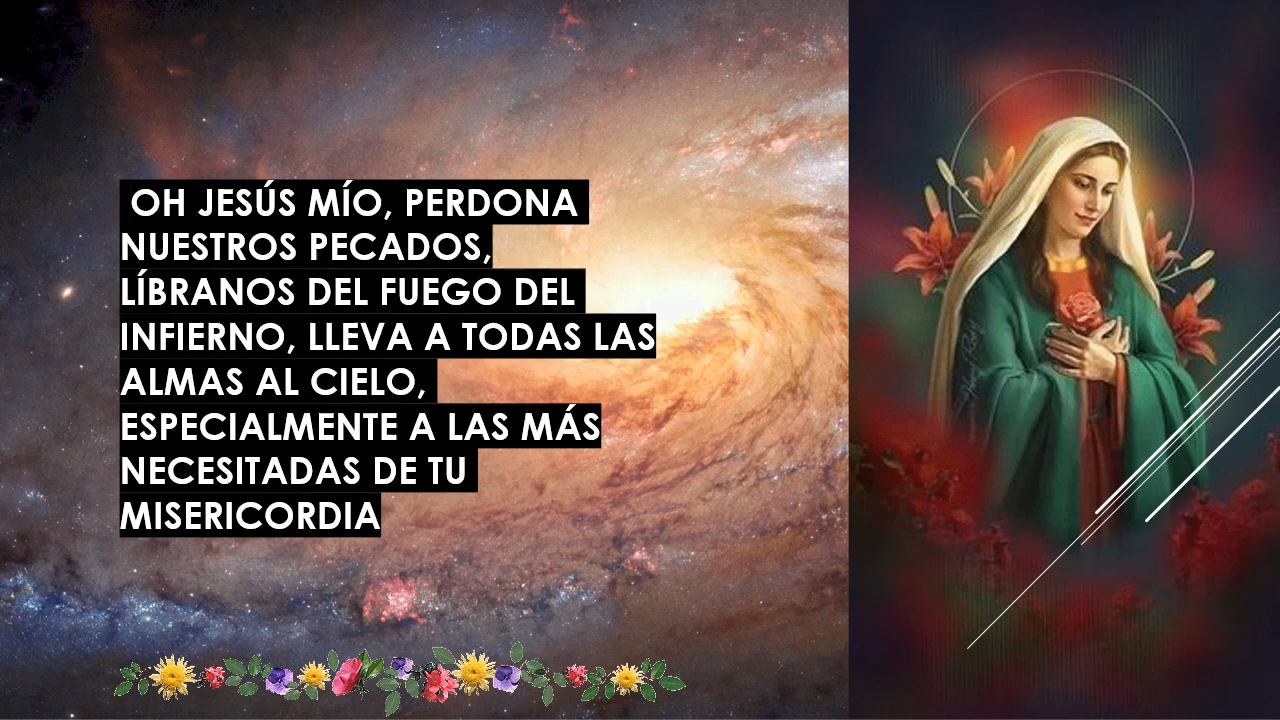 OH JESÚS MÍO, PERDONA
NUESTROS PECADOS,
LÍBRANOS DEL FUEGO DEL
INFIERNO, LLEVA A TODAS LAS
ALMAS AL CIELO,
ESPECIALMENTE A LAS MÁS
NECESITADAS DE TU
MISERICORDIA